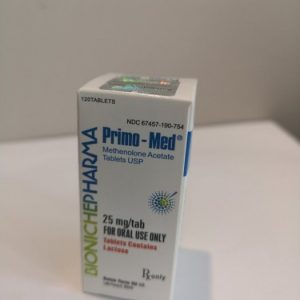 120TABLETS
NDC 67457-190-754
Primo-Med®
Methenolone Acetate
Tablets USP
BIONICHEPHARMA
25 mg/tab
FOR ORAL USE ONLY
Tablets Contains
Lactose
Rx only